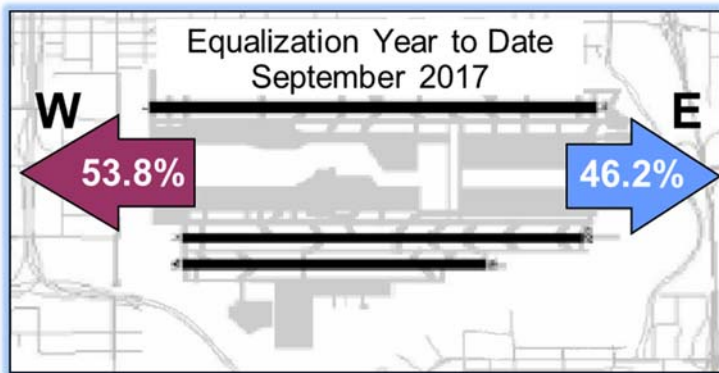 Equalization Year to Date
September 2017
W
E
53.8%
46.2%